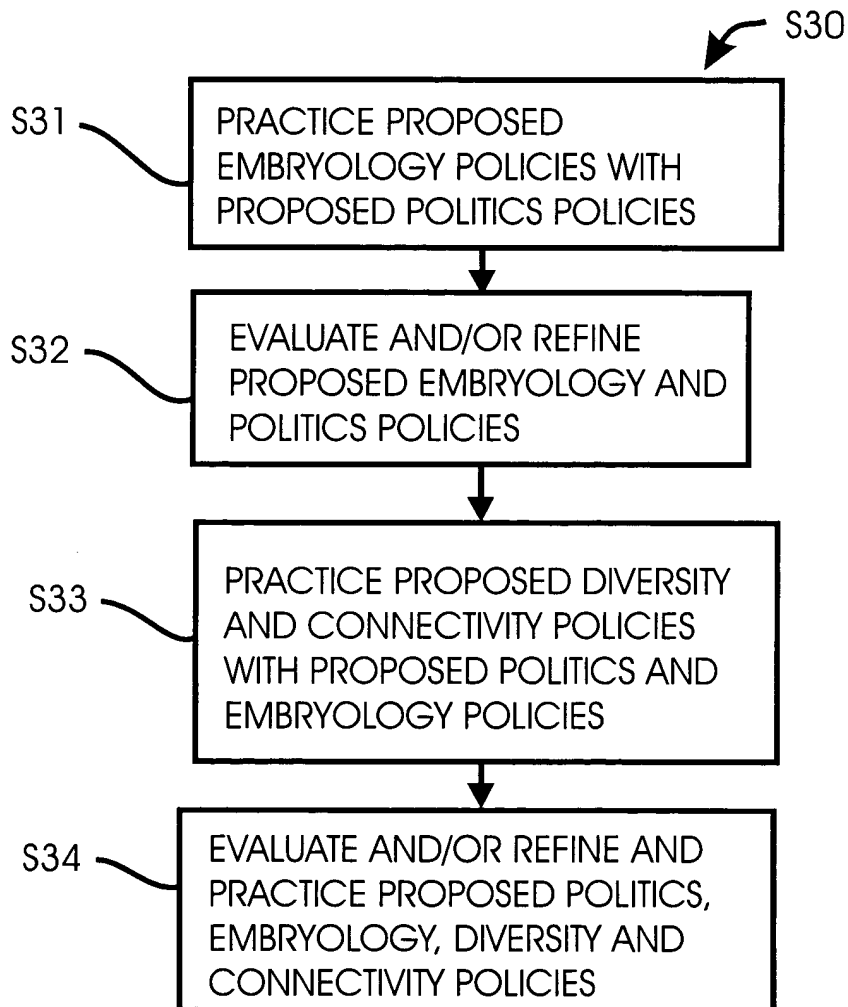 S30
S31
PRACTICE PROPOSED
EMBRYOLOGY POLICIES WITH
PROPOSED POLITICS POLICIES
S32
EVALUATE AND/OR REFINE
PROPOSED EMBRYOLOGY AND
POLITICS POLICIES
S33
PRACTICE PROPOSED DIVERSITY
AND CONNECTIVITY POLICIES
WITH PROPOSED POLITICS AND
EMBRYOLOGY POLICIES
S34
EVALUATE AND/OR REFINE AND
PRACTICE PROPOSED POLITICS,
EMBRYOLOGY, DIVERSITY AND
CONNECTIVITY POLICIES